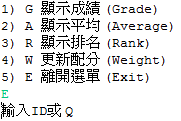 1) G 顯示成績 (Grade)
2) A 顯示平均 (Average)
3) R 顯示排名 (Rank)
4) W 更新配分 (Weight)
5) E 離開選單 (Exit)
E
輸入ID或 Q